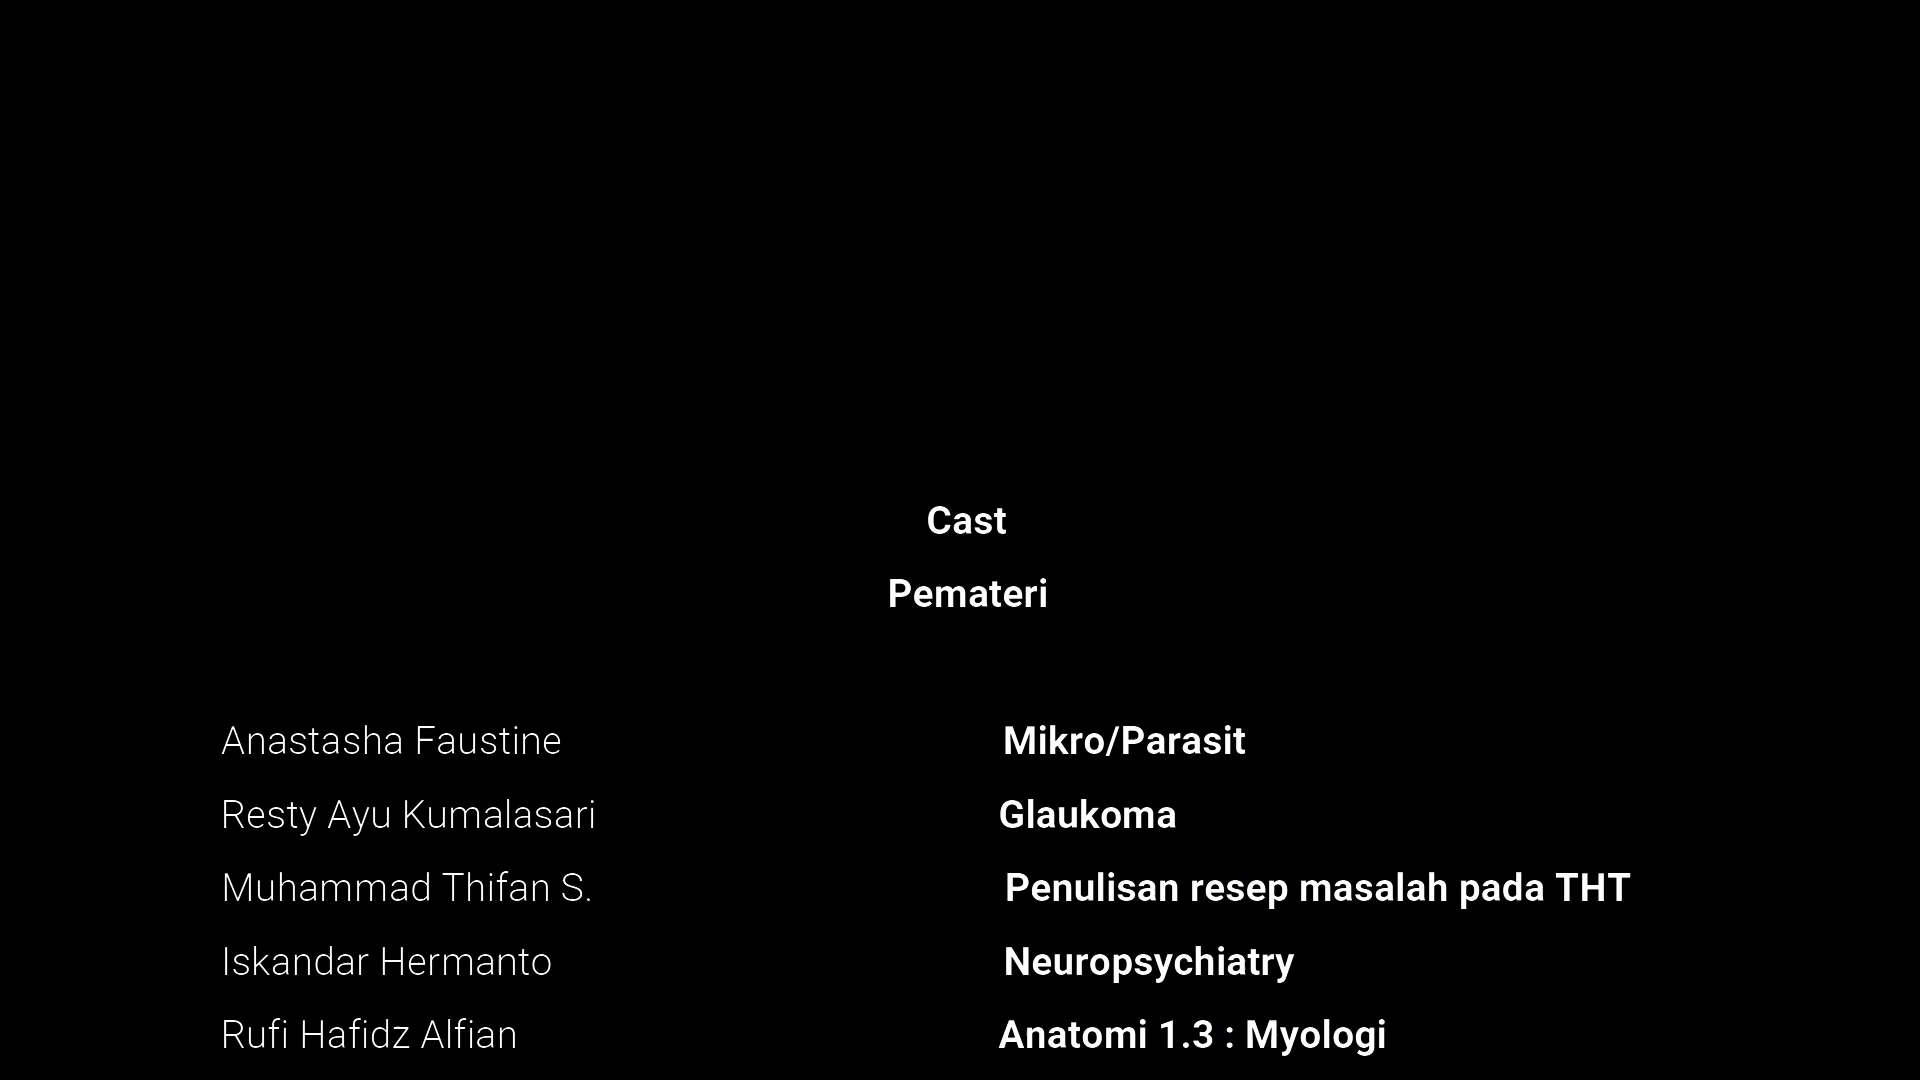 Cast
Pemateri
Anastasha Faustine Mikro/Parasit
Resty Ayu Kumalasari Glaukoma
Muhammad Thifan S. Penulisan resep masalah pada THT
Iskandar Hermanto Neuropsychiatry
Rufi Hafidz Alfian Anatomi 1.3 : Myologi